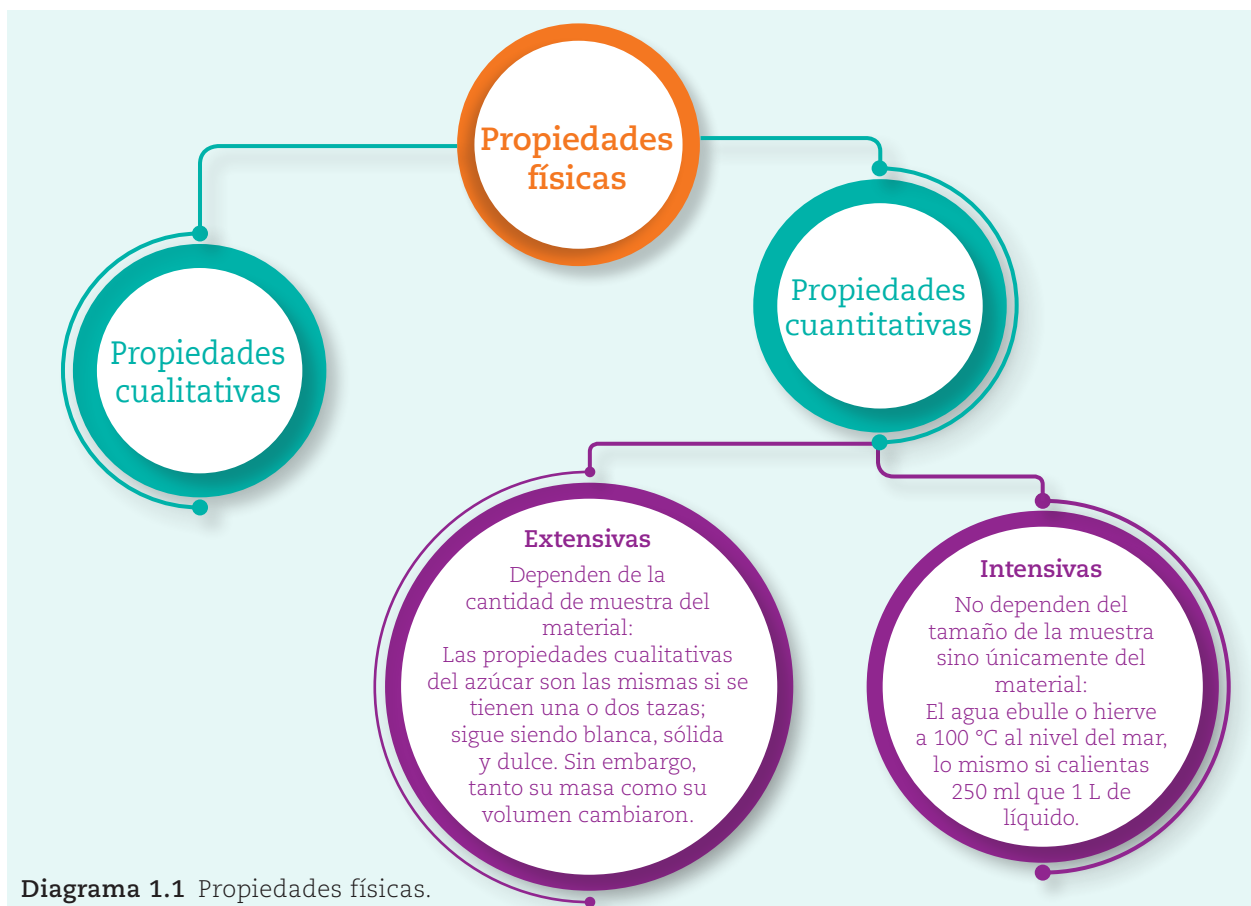 Propiedades
físicas
Propiedades
cualitativas
Propiedades
cuantitativas
Extensivas
Dependen de la
cantidad de muestra del
material:
Las propiedades cualitativas
del azúcar son las mismas si se
tienen una o dos tazas;
sigue siendo blanca, sólida
y dulce. Sin embargo,
tanto su masa como su
volumen cambiaron.
Intensivas
No dependen del
tamaño de la muestra
sino únicamente del
material:
El agua ebulle o hierve
a 100 °C al nivel del mar,
lo mismo si calientas
250 ml que 1 L de
líquido.
Diagrama 1.1 Propiedades físicas.